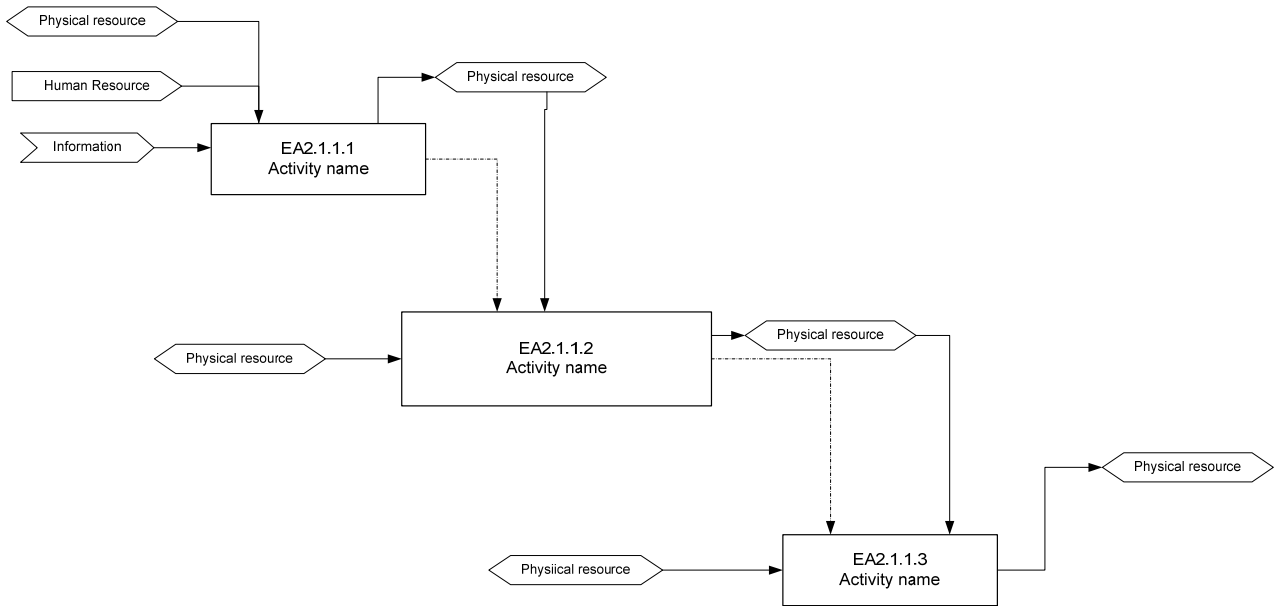 Physical resource
Human Resource
Physical resource
Information
EA2.1.1.1
Activity name
Physical resource
EA2.1.1.2
Activity name
Physical resource
Physical resource
Physiical resource
EA2.1.1.3
Activity name